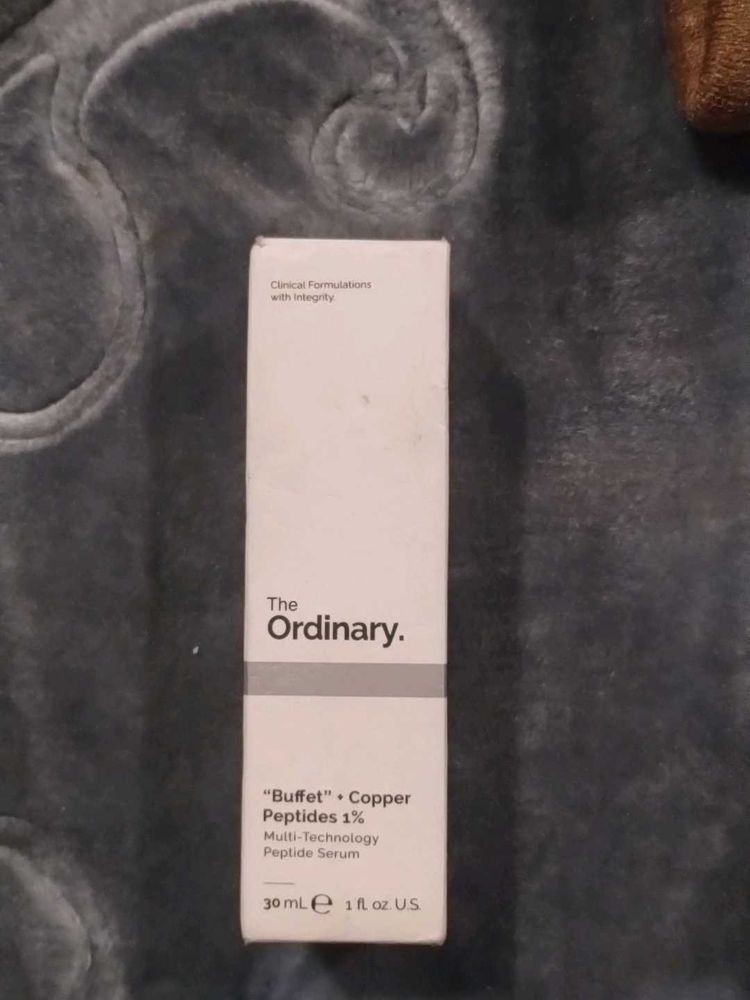 Clinical Formulations
with Integrity.
The
Ordinary.
“Buffet” + Copper
Peptides 1%
Multi-Technology
Peptide Serum
30 mL ℮ 1 fl. oz. U.S.